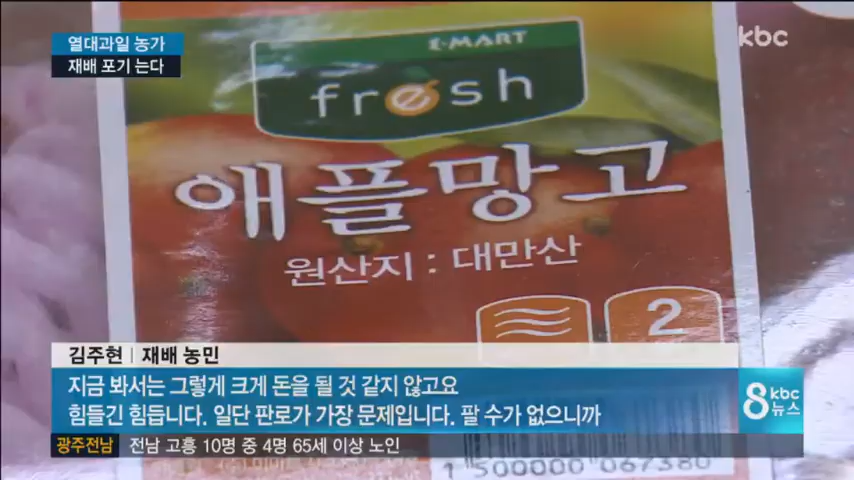 열대과일 농가
재배 포기 는다
kbc
E-MART
fresh
애플망고
원산지 : 대만산
2
김주현 | 재배 농민
지금 봐서는 그렇게 크게 돈을 될 것 같지 않고요
힘들긴 힘듭니다. 일단 판로가 가장 문제입니다. 팔 수가 없으니까
8 kbc 뉴스
광주전남 전남 고흥 10명 중 4명 65세 이상 노인
1 500000 067380